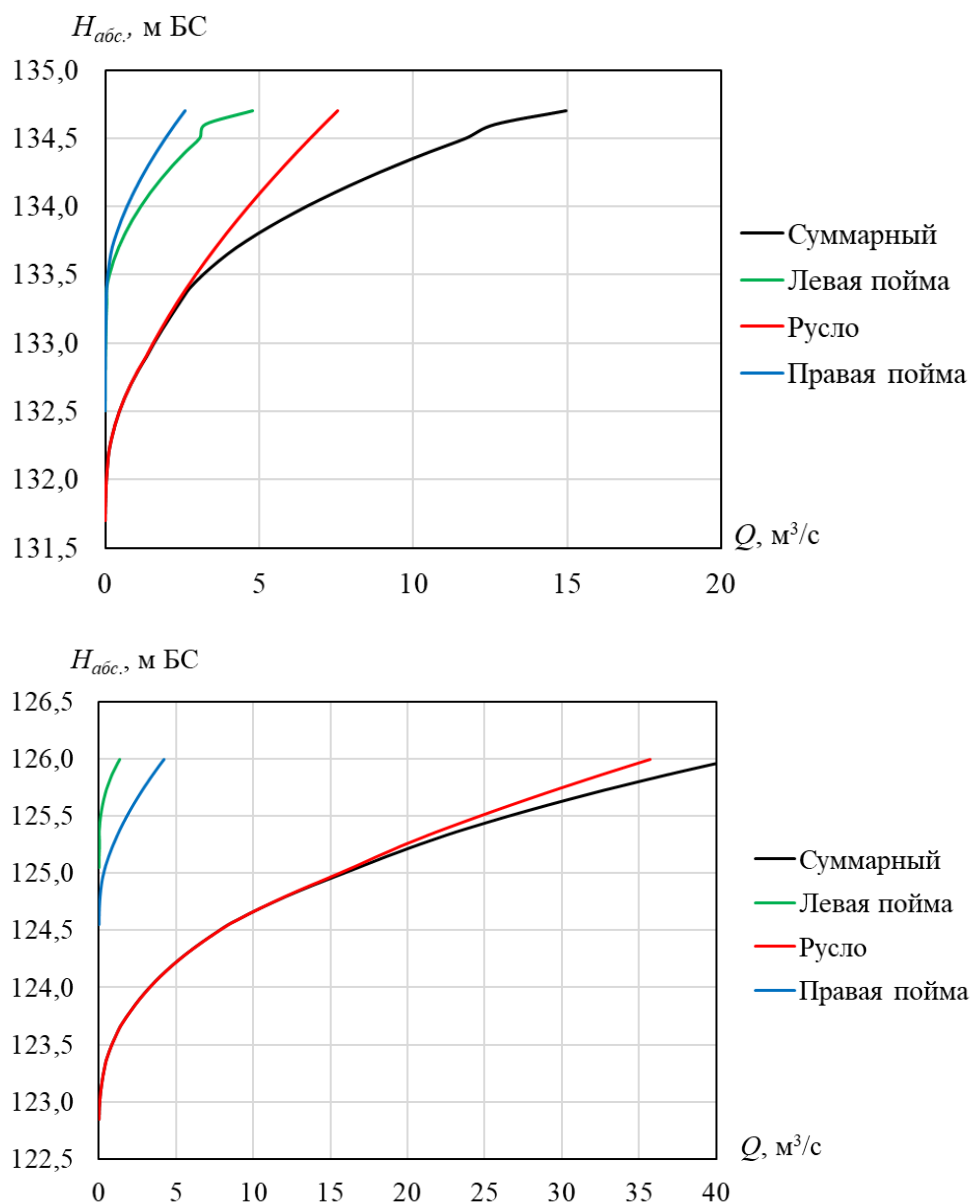 Hабс., м БС
135,0
134,5
134,0
133,5
133,0
132,5
132,0
131,5
Суммарный
Левая пойма
Русло
Правая пойма
Q, м³/с
0 5 10 15 20
Hабс., м БС
126,5
126,0
125,5
125,0
124,5
124,0
123,5
123,0
122,5
Суммарный
Левая пойма
Русло
Правая пойма
Q, м³/с
0 5 10 15 20 25 30 35 40